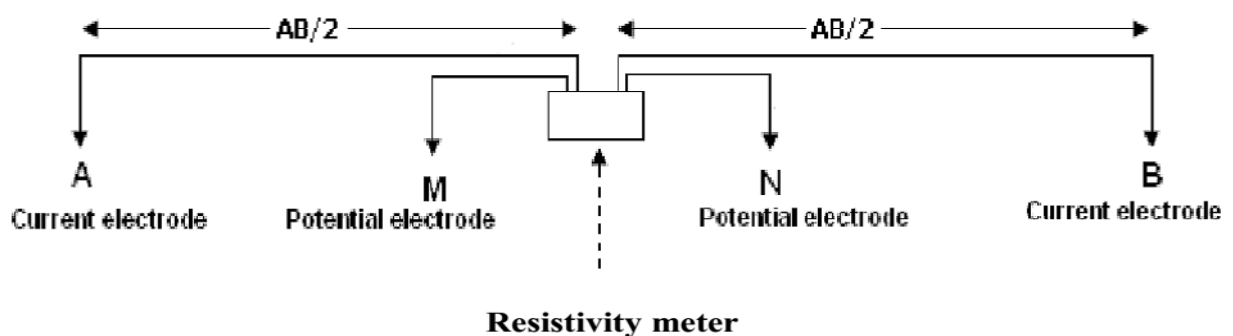 AB/2
AB/2
A
M
N
B
Current electrode
Potential electrode
Potential electrode
Current electrode
Resistivity meter